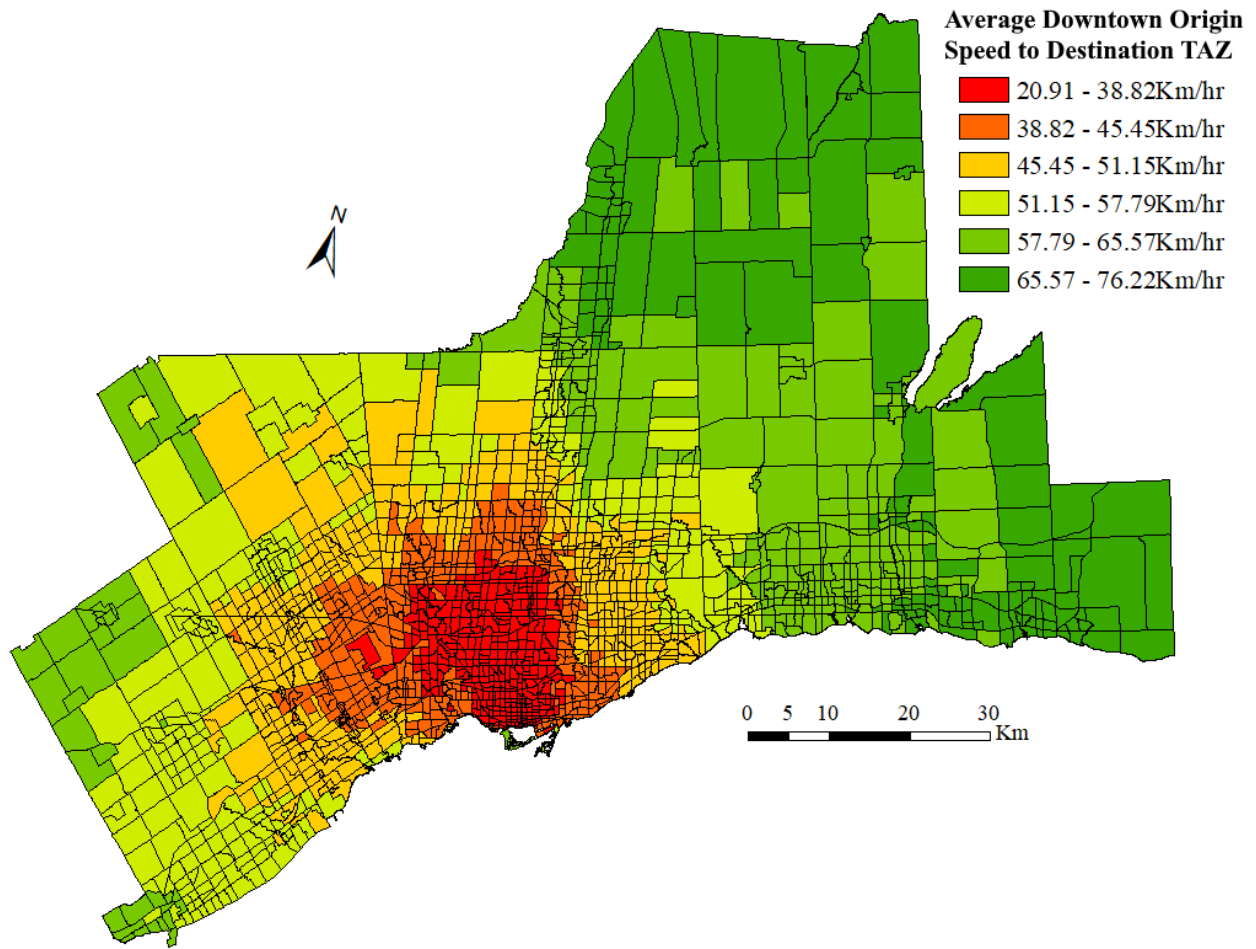 Average Downtown Origin
Speed to Destination TAZ
20.91 - 38.82Km/hr
38.82 - 45.45Km/hr
45.45 - 51.15Km/hr
51.15 - 57.79Km/hr
57.79 - 65.57Km/hr
65.57 - 76.22Km/hr
N
0 5 10 20 30
Km